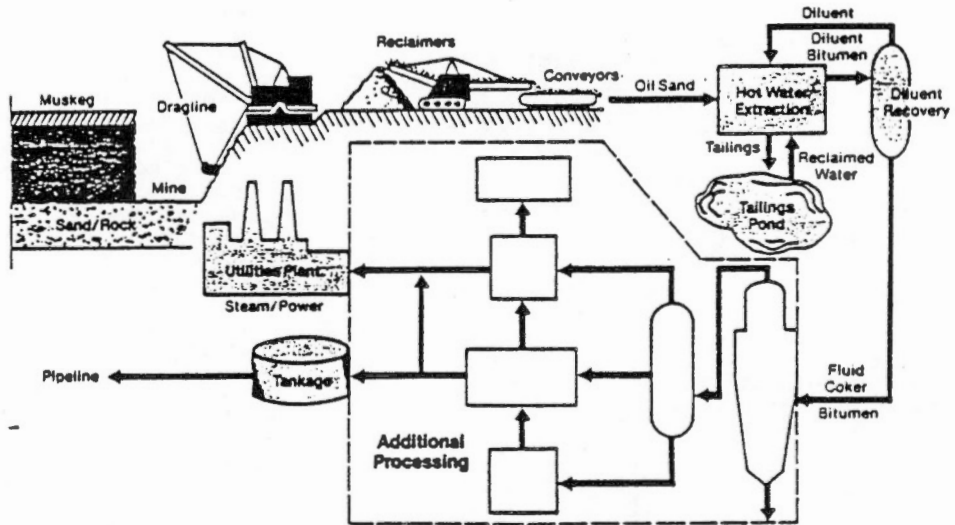 Diluent
Diluent
Bitumen
Reclaimers
Conveyors
Oil Sand
Hot Water
Extraction
Diluent
Recovery
Muskeg
Dragline
Tailings
Reclaimed
Water
Mine
Tailings
Pond
Sand/Rock
Utilities Plant
Steam/Power
Pipeline
Tankage
Fluid
Coker
Bitumen
Additional
Processing